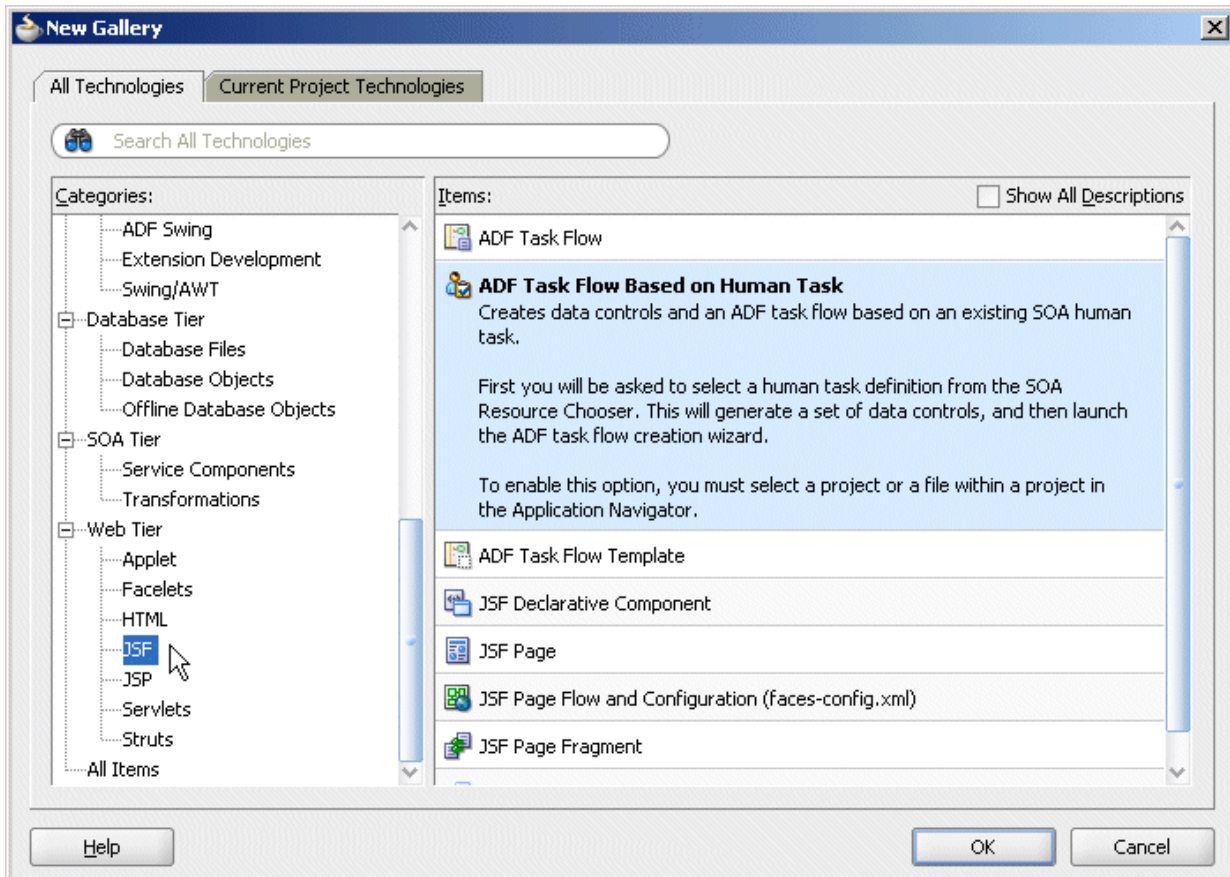 New Gallery
All Technologies
Current Project Technologies
Search All Technologies
Categories:
ADF Swing
Extension Development
Swing/AWT
Database Tier
Database Files
Database Objects
Offline Database Objects
SOA Tier
Service Components
Transformations
Web Tier
Applet
Facelets
HTML
JSF
JSP
Servlets
Struts
All Items
Items:
Show All Descriptions
ADF Task Flow
ADF Task Flow Based on Human Task
Creates data controls and an ADF task flow based on an existing SOA human
task.
First you will be asked to select a human task definition from the SOA
Resource Chooser. This will generate a set of data controls, and then launch
the ADF task flow creation wizard.
To enable this option, you must select a project or a file within a project in
the Application Navigator.
ADF Task Flow Template
JSF Declarative Component
JSF Page
JSF Page Flow and Configuration (faces-config.xml)
JSF Page Fragment
Help
OK
Cancel